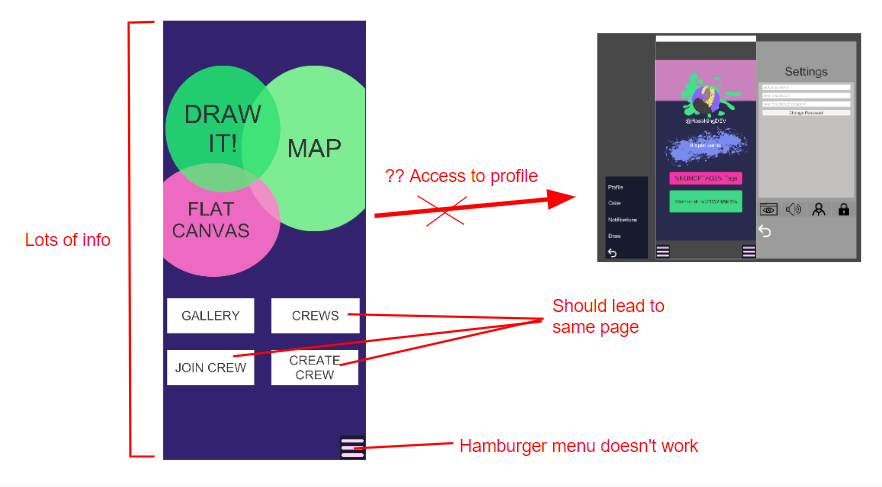 DRAW
IT!
MAP
FLAT
CANVAS
GALLERY
CREWS
JOIN CREW
CREATE
CREW
Lots of info
?? Access to profile
Should lead to
same page
Hamburger menu doesn't work
Profile
Crew
Notifications
Draw
Tags
Settings
Change Password